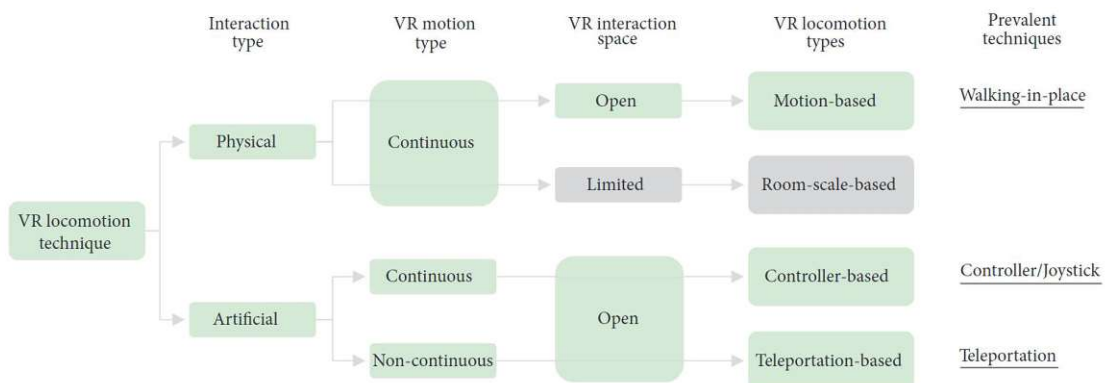 Interaction
type
VR motion
type
VR interaction
space
VR locomotion
types
Prevalent
techniques
VR locomotion
technique
Physical
Continuous
Open
Motion-based
Walking-in-place
Limited
Room-scale-based
Artificial
Continuous
Open
Controller-based
Controller/Joystick
Non-continuous
Teleportation-based
Teleportation